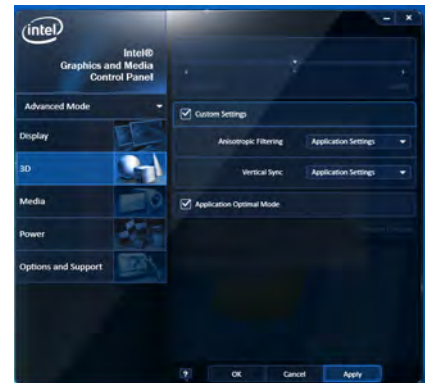 intel
Intel®
Graphics and Media
Control Panel
Advanced Mode
Display
3D
Media
Power
Options and Support
Custom Settings
Anisotropic Filtering
Application Settings
Vertical Sync
Application Settings
Application Optimal Mode
?
OK
Cancel
Apply